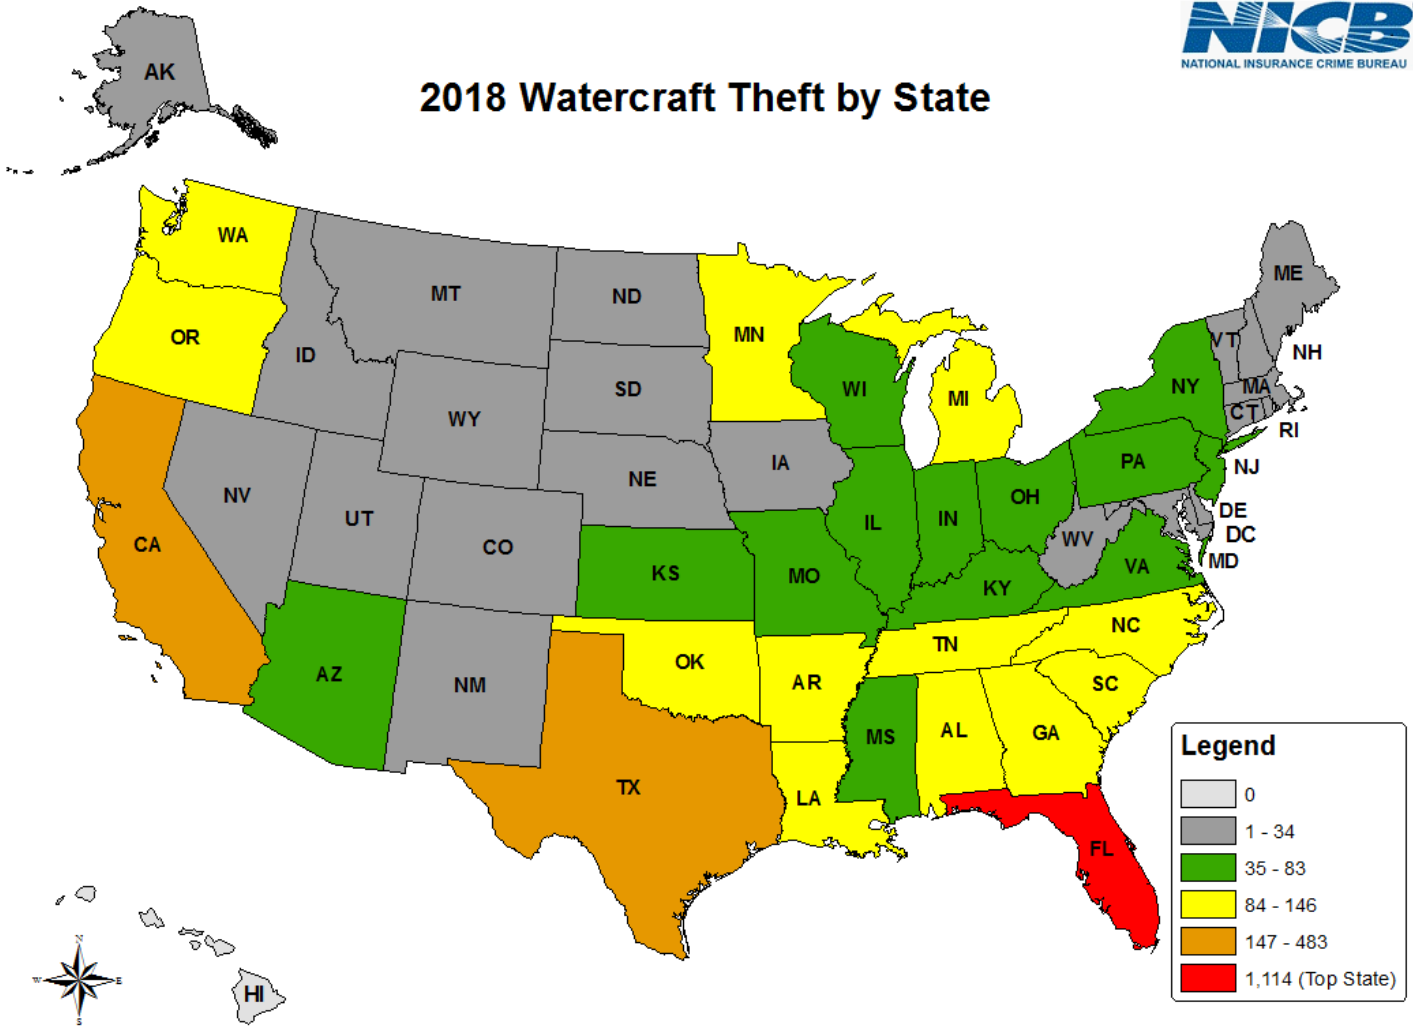 NICB
NATIONAL INSURANCE CRIME BUREAU
2018 Watercraft Theft by State
AK
WA
MT
ND
MN
ME
OR
ID
SD
WI
MI
VT
NH
WY
NY
MA
CT
RI
NV
UT
CO
NE
IA
IL
IN
OH
PA
NJ
DE
DC
MD
CA
KS
MO
KY
WV
VA
AZ
NM
OK
AR
TN
NC
SC
TX
LA
MS
AL
GA
FL
HI
Legend
0
1 - 34
35 - 83
84 - 146
147 - 483
1,114 (Top State)
N
W
E
S